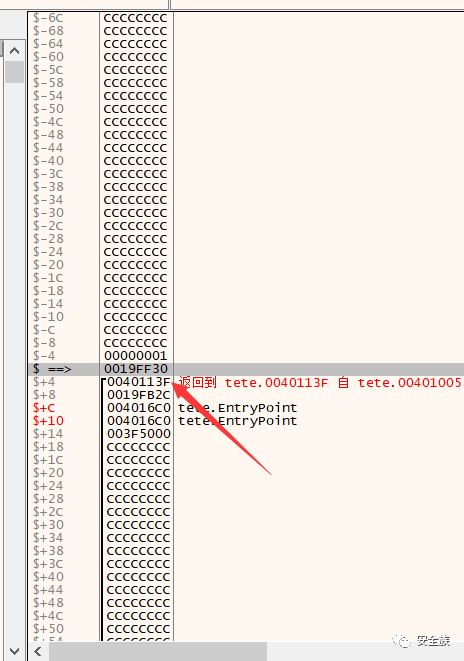 $-6C CCCCCCCC
$-68 CCCCCCCC
$-64 CCCCCCCC
$-60 CCCCCCCC
$-5C CCCCCCCC
$-58 CCCCCCCC
$-54 CCCCCCCC
$-50 CCCCCCCC
$-4C CCCCCCCC
$-48 CCCCCCCC
$-44 CCCCCCCC
$-40 CCCCCCCC
$-3C CCCCCCCC
$-38 CCCCCCCC
$-34 CCCCCCCC
$-30 CCCCCCCC
$-2C CCCCCCCC
$-28 CCCCCCCC
$-24 CCCCCCCC
$-20 CCCCCCCC
$-1C CCCCCCCC
$-18 CCCCCCCC
$-14 CCCCCCCC
$-10 CCCCCCCC
$-C CCCCCCCC
$-8 CCCCCCCC
$-4 00000001
$ ==> 0019FF30
$+4 0040113F 返回到 tete.0040113F 自 tete.00401005
$+8 0019FB2C
$+C 004016C0 tete.EntryPoint
$+10 004016C0 tete.EntryPoint
$+14 003F5000
$+18 CCCCCCCC
$+1C CCCCCCCC
$+20 CCCCCCCC
$+24 CCCCCCCC
$+28 CCCCCCCC
$+2C CCCCCCCC
$+30 CCCCCCCC
$+34 CCCCCCCC
$+38 CCCCCCCC
$+3C CCCCCCCC
$+40 CCCCCCCC
$+44 CCCCCCCC
$+48 CCCCCCCC
$+4C CCCCCCCC
$+50 CCCCCCCC
安全族